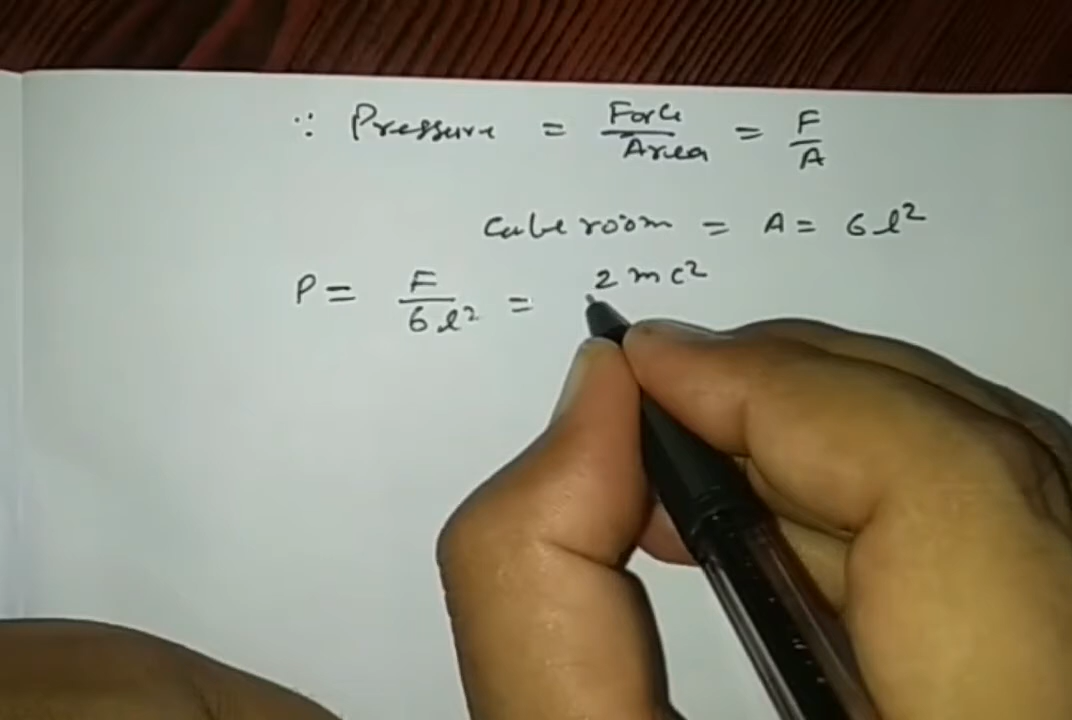 ∵ Pressure = Force/Area = F/A
Cube room = A = 6l²
P = F/6l² = 2mc²